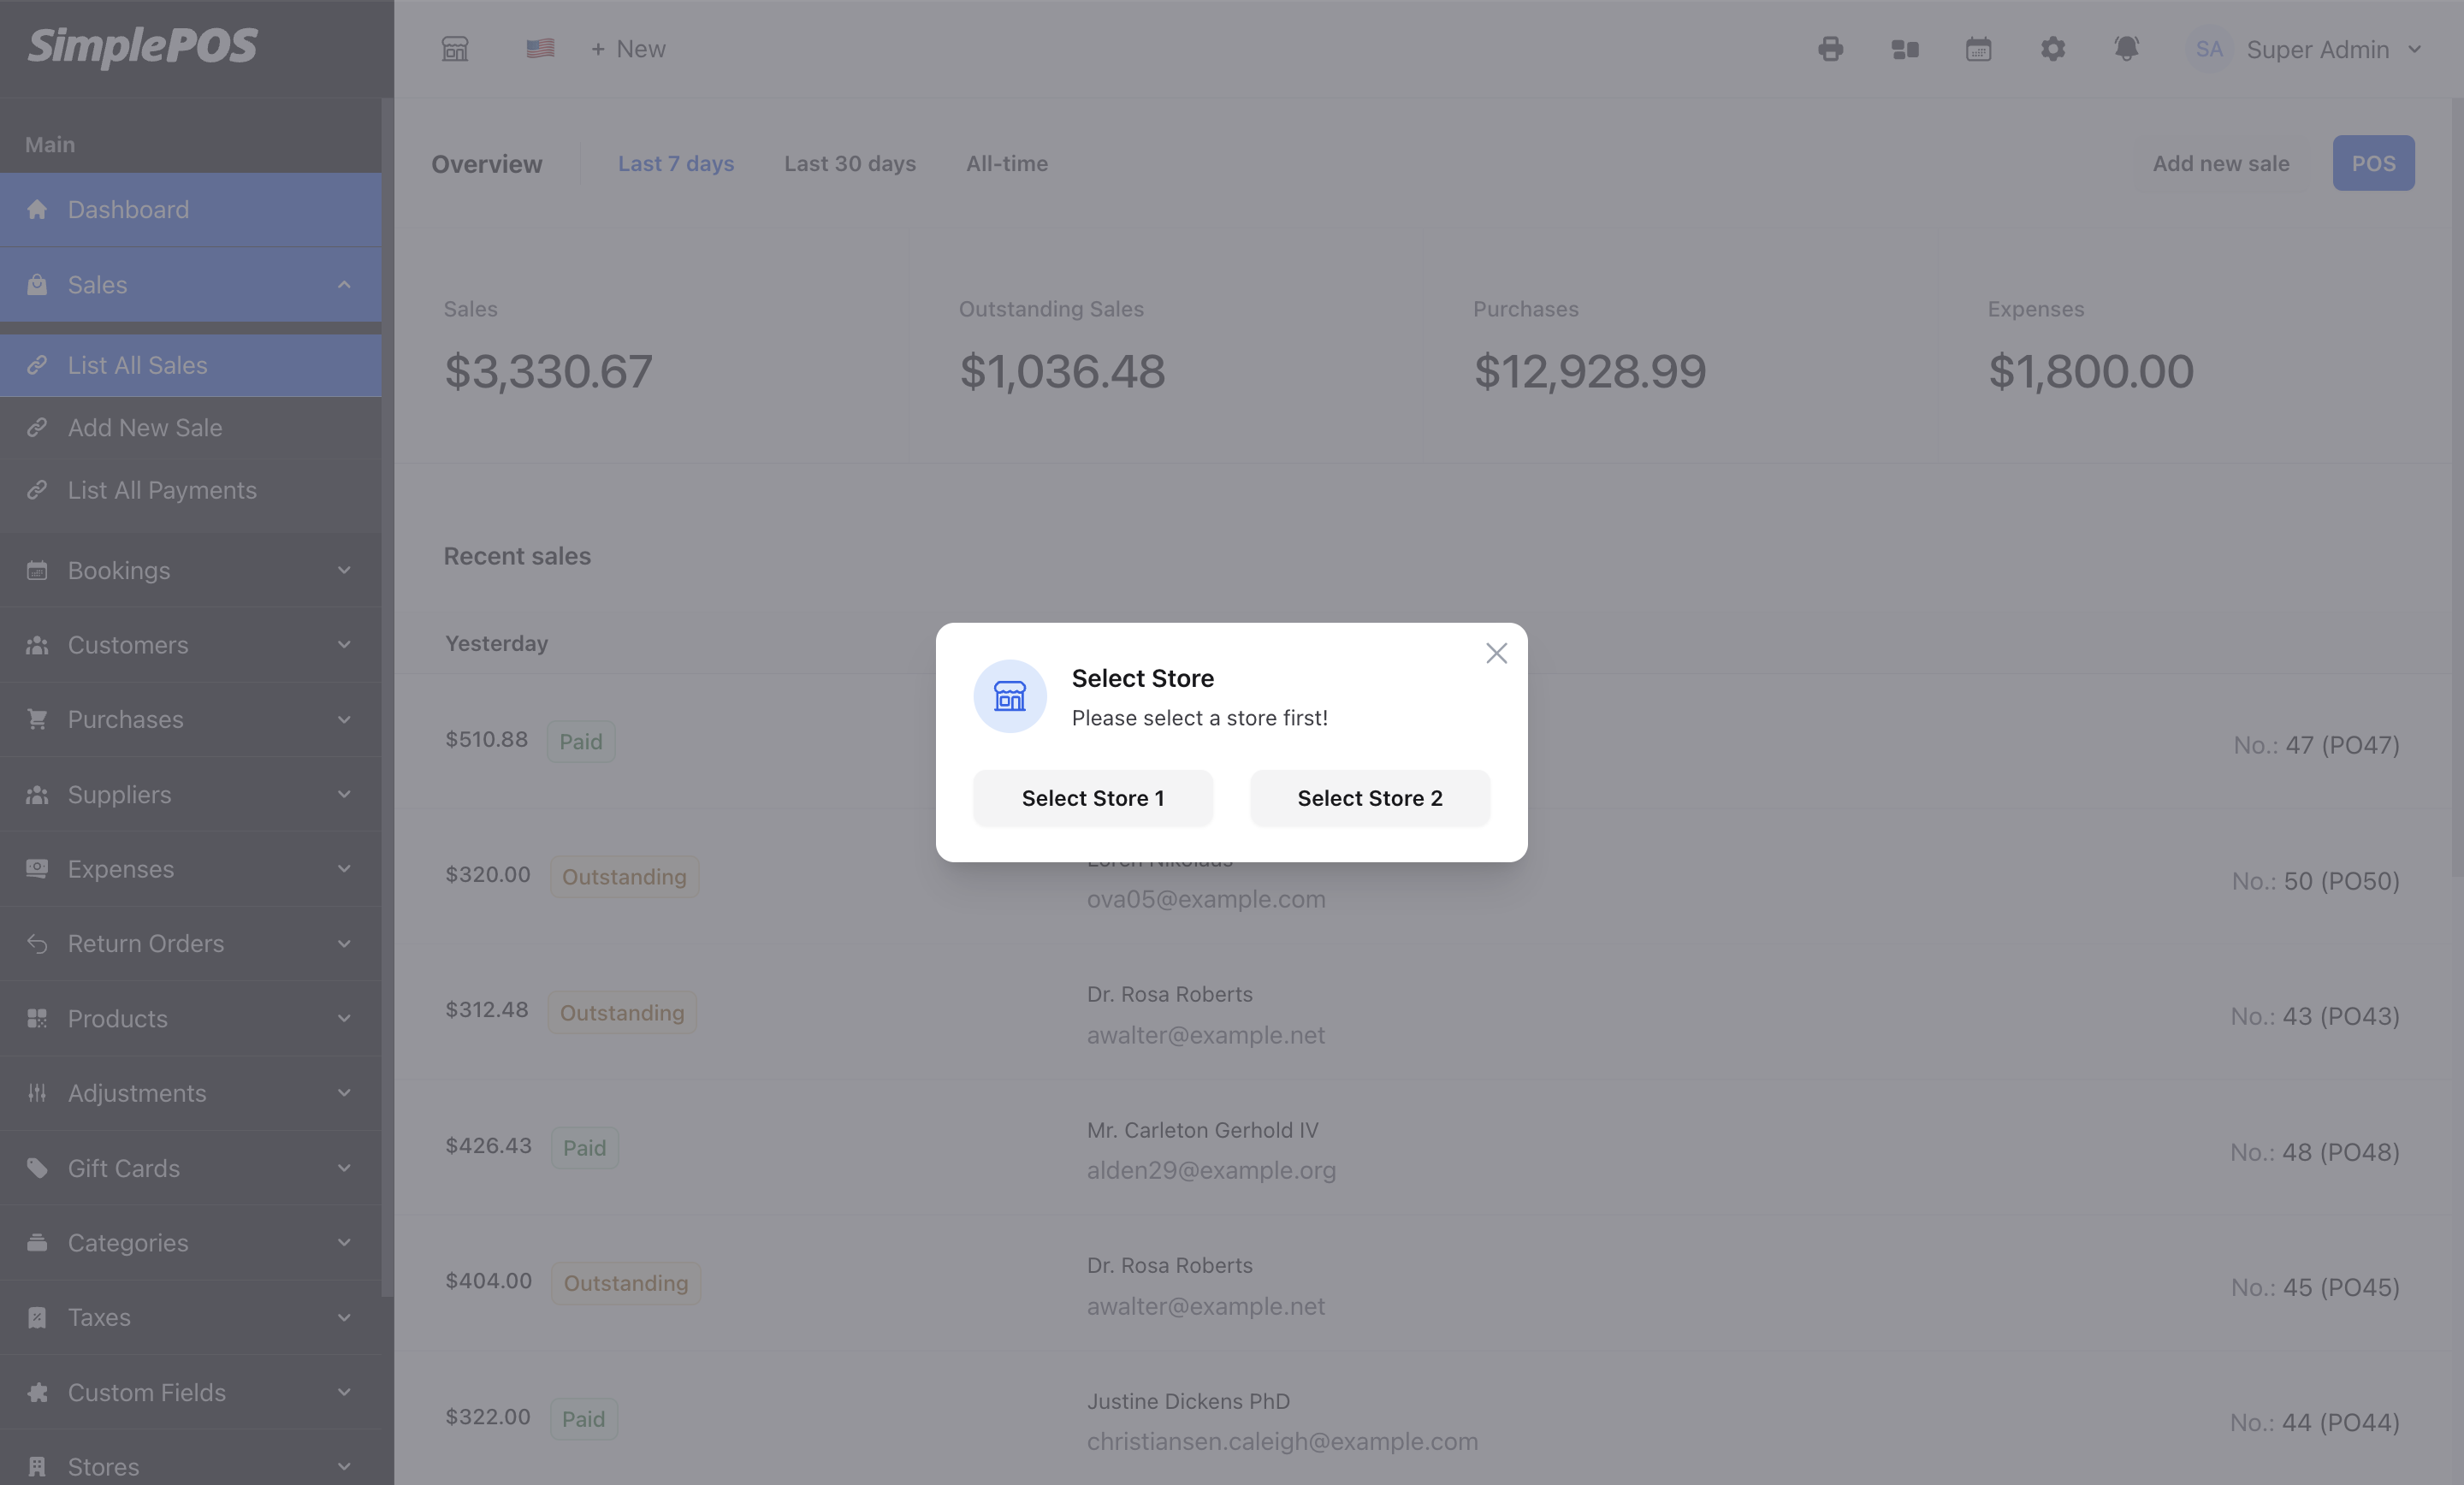 SimplePOS
+ New
SA Super Admin
Main
Dashboard
Sales
List All Sales
Add New Sale
List All Payments
Bookings
Customers
Purchases
Suppliers
Expenses
Return Orders
Products
Adjustments
Gift Cards
Categories
Taxes
Custom Fields
Stores
Overview Last 7 days Last 30 days All-time Add new sale POS
Sales
$3,330.67
Outstanding Sales
$1,036.48
Purchases
$12,928.99
Expenses
$1,800.00
Recent sales
Yesterday
$510.88 Paid
No.: 47 (PO47)
$320.00 Outstanding
ova05@example.com
No.: 50 (PO50)
$312.48 Outstanding
Dr. Rosa Roberts
awalter@example.net
No.: 43 (PO43)
$426.43 Paid
Mr. Carleton Gerhold IV
alden29@example.org
No.: 48 (PO48)
$404.00 Outstanding
Dr. Rosa Roberts
awalter@example.net
No.: 45 (PO45)
$322.00 Paid
Justine Dickens PhD
christiansen.caleigh@example.com
No.: 44 (PO44)
Select Store
Please select a store first!
Select Store 1
Select Store 2